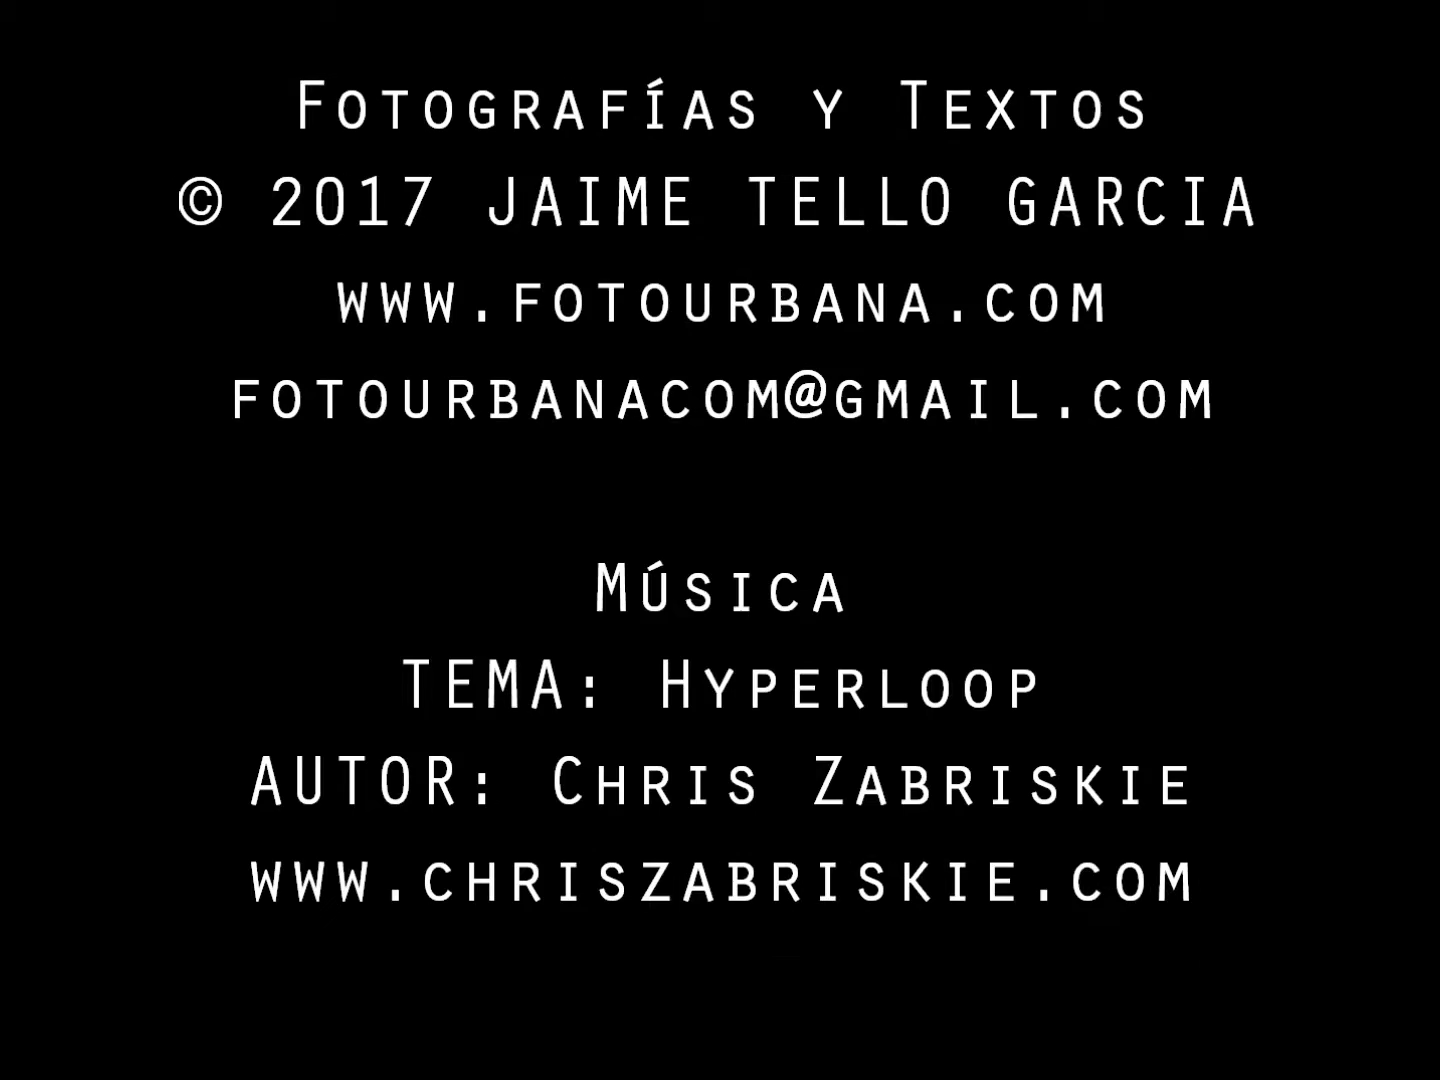 Fotografías y Textos
© 2017 JAIME TELLO GARCIA
www.fotourbana.com
fotourbanacom@gmail.com
Música
TEMA: Hyperloop
AUTOR: Chris Zabriskie
www.chriszabriskie.com